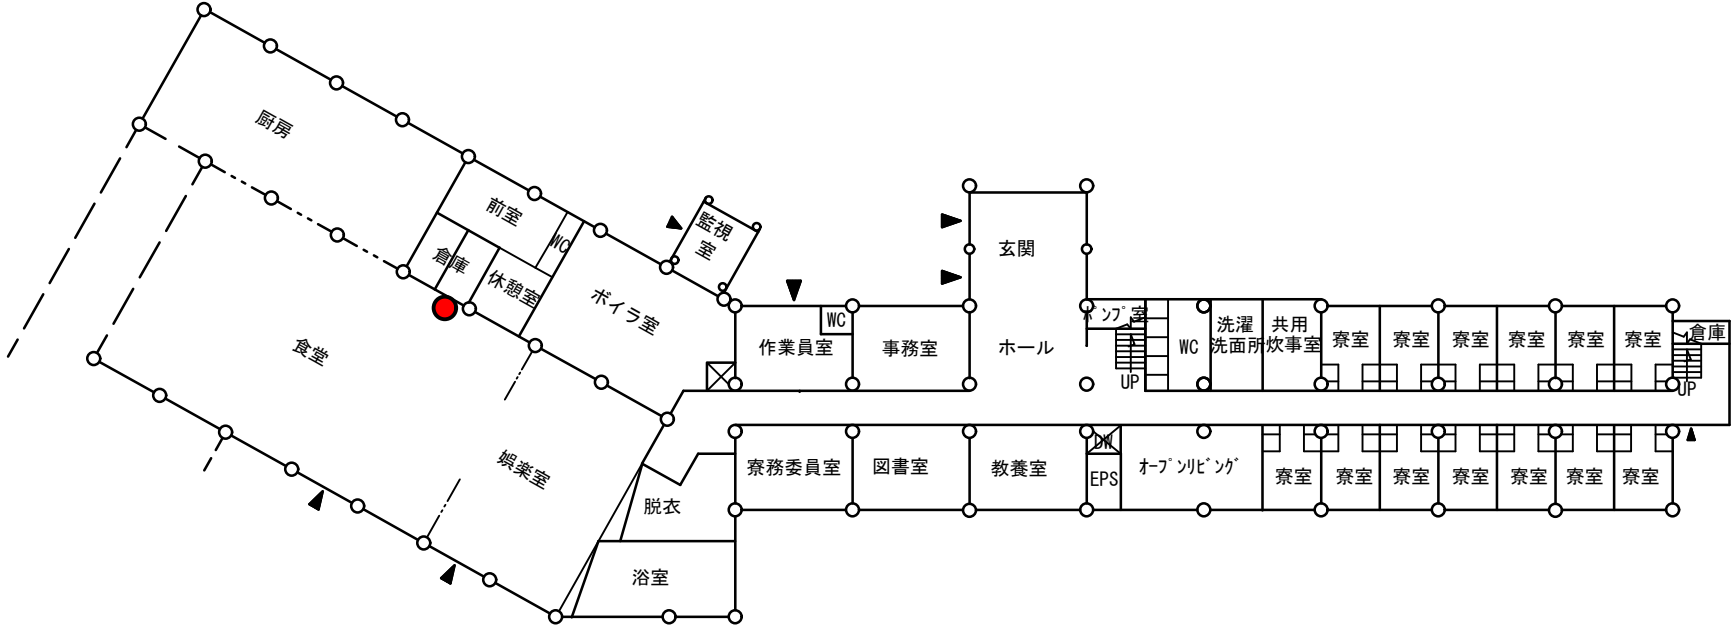 厨房
前室
WC
倉庫
休憩室
監視
室
ボイラ室
食堂
娯楽室
脱衣
浴室
WC
作業員室
事務室
玄関
ホール
ﾎﾟﾝﾌﾟ室
UP
WC
洗濯
洗面所
共用
炊事室
寮室
寮室
寮室
寮室
寮室
寮室
倉庫
UP
寮務委員室
図書室
教養室
DW
EPS
ｵｰﾌﾟﾝﾘﾋﾞﾝｸﾞ
寮室
寮室
寮室
寮室
寮室
寮室
寮室